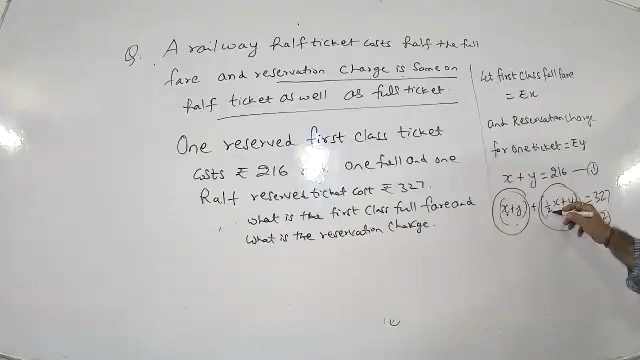 Q. A railway half ticket costs half the full
fare and reservation charge is same on
half ticket as well as full ticket.
One reserved first class ticket
costs ₹ 216 one full and one
Half reserved ticket cost ₹ 327.
what is the first class full fare and
what is the reservation charge.
Let first class full fare
= ₹x
and Reservation charge
for one ticket = ₹y
x + y = 216 — ①
(x+y) + (½x + y) = 327